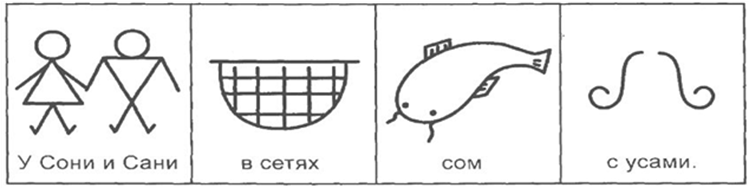 У Сони и Сани в сетях сом с усами.